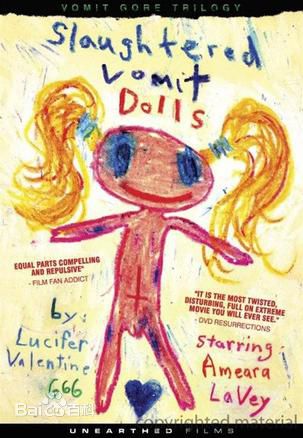 VOMIT GORE TRILOGY
Slaughtered
vomit
Dolls
EQUAL PARTS COMPELLING
AND REPULSIVE"
- FILM FAN ADDICT
"IT IS THE MOST TWISTED,
DISTURBING, FULL ON EXTREME
MOVIE YOU WILL EVER SEE."
- DVD RESURRECTIONS
by:
Lucifer
Valentine
666
starring:
Ameara
LaVey
Bai 百科
copyrighted material
UNEARTHED FILMS